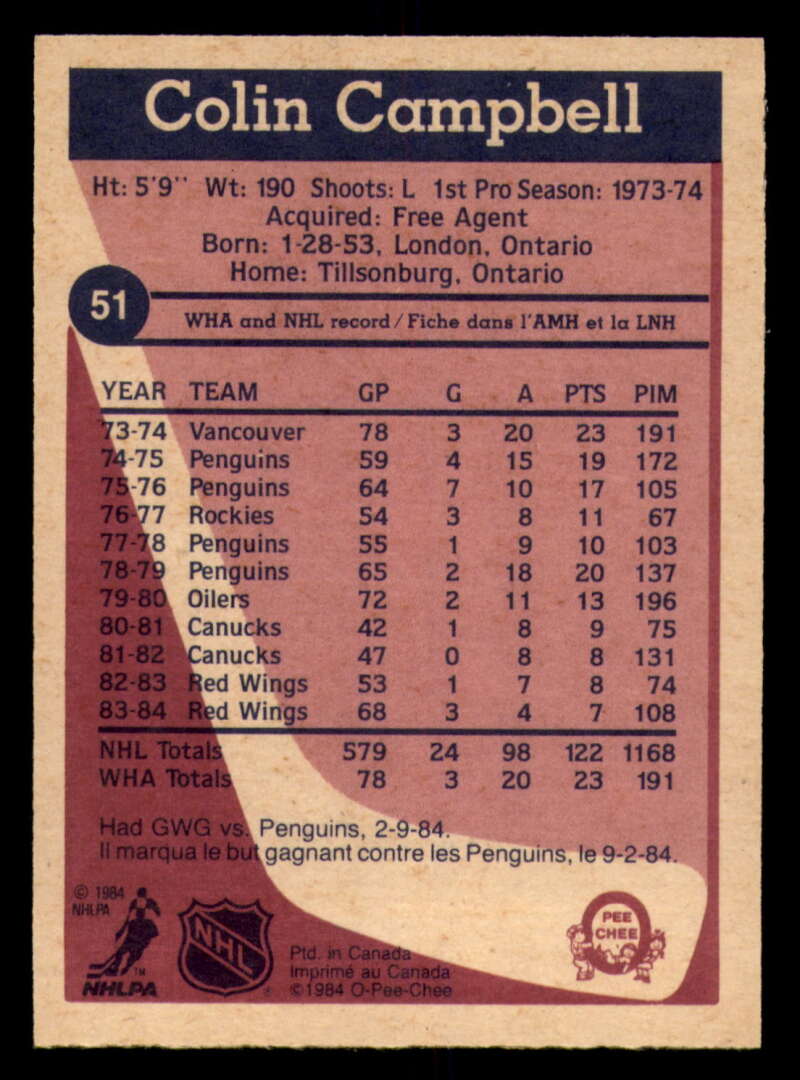 Colin Campbell
Ht: 5'9" Wt: 190 Shoots: L 1st Pro Season: 1973-74
Acquired: Free Agent
Born: 1-28-53, London, Ontario
Home: Tillsonburg, Ontario
51
WHA and NHL record/Fiche dans l'AMH et la LNH
YEAR TEAM GP G A PTS PIM
73-74 Vancouver 78 3 20 23 191
74-75 Penguins 59 4 15 19 172
75-76 Penguins 64 7 10 17 105
76-77 Rockies 54 3 8 11 67
77-78 Penguins 55 1 9 10 103
78-79 Penguins 65 2 18 20 137
79-80 Oilers 72 2 11 13 196
80-81 Canucks 42 1 8 9 75
81-82 Canucks 47 0 8 8 131
82-83 Red Wings 53 1 7 8 74
83-84 Red Wings 68 3 4 7 108
NHL Totals 579 24 98 122 1168
WHA Totals 78 3 20 23 191
Had GWG vs. Penguins, 2-9-84.
Il marqua le but gagnant contre les Penguins, le 9-2-84.
© 1984
NHLPA
TM
NHLPA
NHL
®
Ptd. in Canada
Imprimé au Canada
©1984 O-Pee-Chee
PEE
CHEE